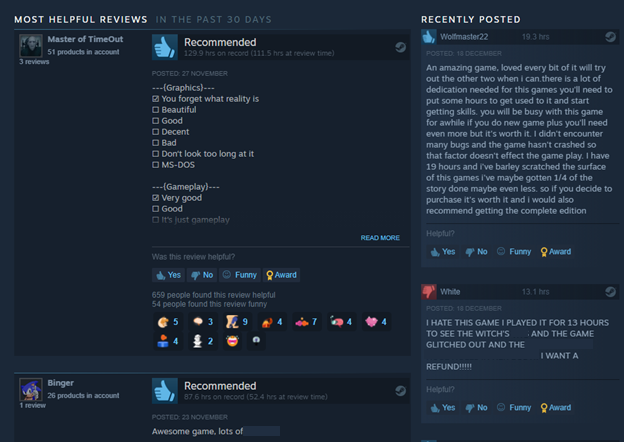 MOST HELPFUL REVIEWS IN THE PAST 30 DAYS
Master of TimeOut
51 products in account
3 reviews
Recommended
129.9 hrs on record (111.5 hrs at review time)
POSTED: 27 NOVEMBER
---{Graphics}---
☑ You forget what reality is
☐ Beautiful
☐ Good
☐ Decent
☐ Bad
☐ Don't look too long at it
☐ MS-DOS
---{Gameplay}---
☑ Very good
☐ Good
☐ It's just gameplay
READ MORE
Was this review helpful?
Yes No Funny Award
659 people found this review helpful
54 people found this review funny
5 3 9 4 7 4 4
4 2
Binger
26 products in account
1 review
Recommended
87.6 hrs on record (52.4 hrs at review time)
POSTED: 23 NOVEMBER
Awesome game, lots of
RECENTLY POSTED
Wolfmaster22 19.3 hrs
POSTED: 18 DECEMBER
An amazing game, loved every bit of it will try
out the other two when i can.there is a lot of
dedication needed for this games you'll need to
put some hours to get used to it and start
getting skills. you will be busy with this game
for awhile if you do new game plus you'll need
even more but it's worth it. I didn't encounter
many bugs and the game hasn't crashed so
that factor doesn't effect the game play. I have
19 hours and i've barley scratched the surface
of this games i've maybe gotten 1/4 of the
story done maybe even less. so if you decide to
purchase it's worth it and i would also
recommend getting the complete edition
Helpful?
Yes No Funny Award
White 13.1 hrs
POSTED: 18 DECEMBER
I HATE THIS GAME I PLAYED IT FOR 13 HOURS
TO SEE THE WITCH'S AND THE GAME
GLITCHED OUT AND THE
I WANT A
REFUND!!!!!
Helpful?
Yes No Funny Award